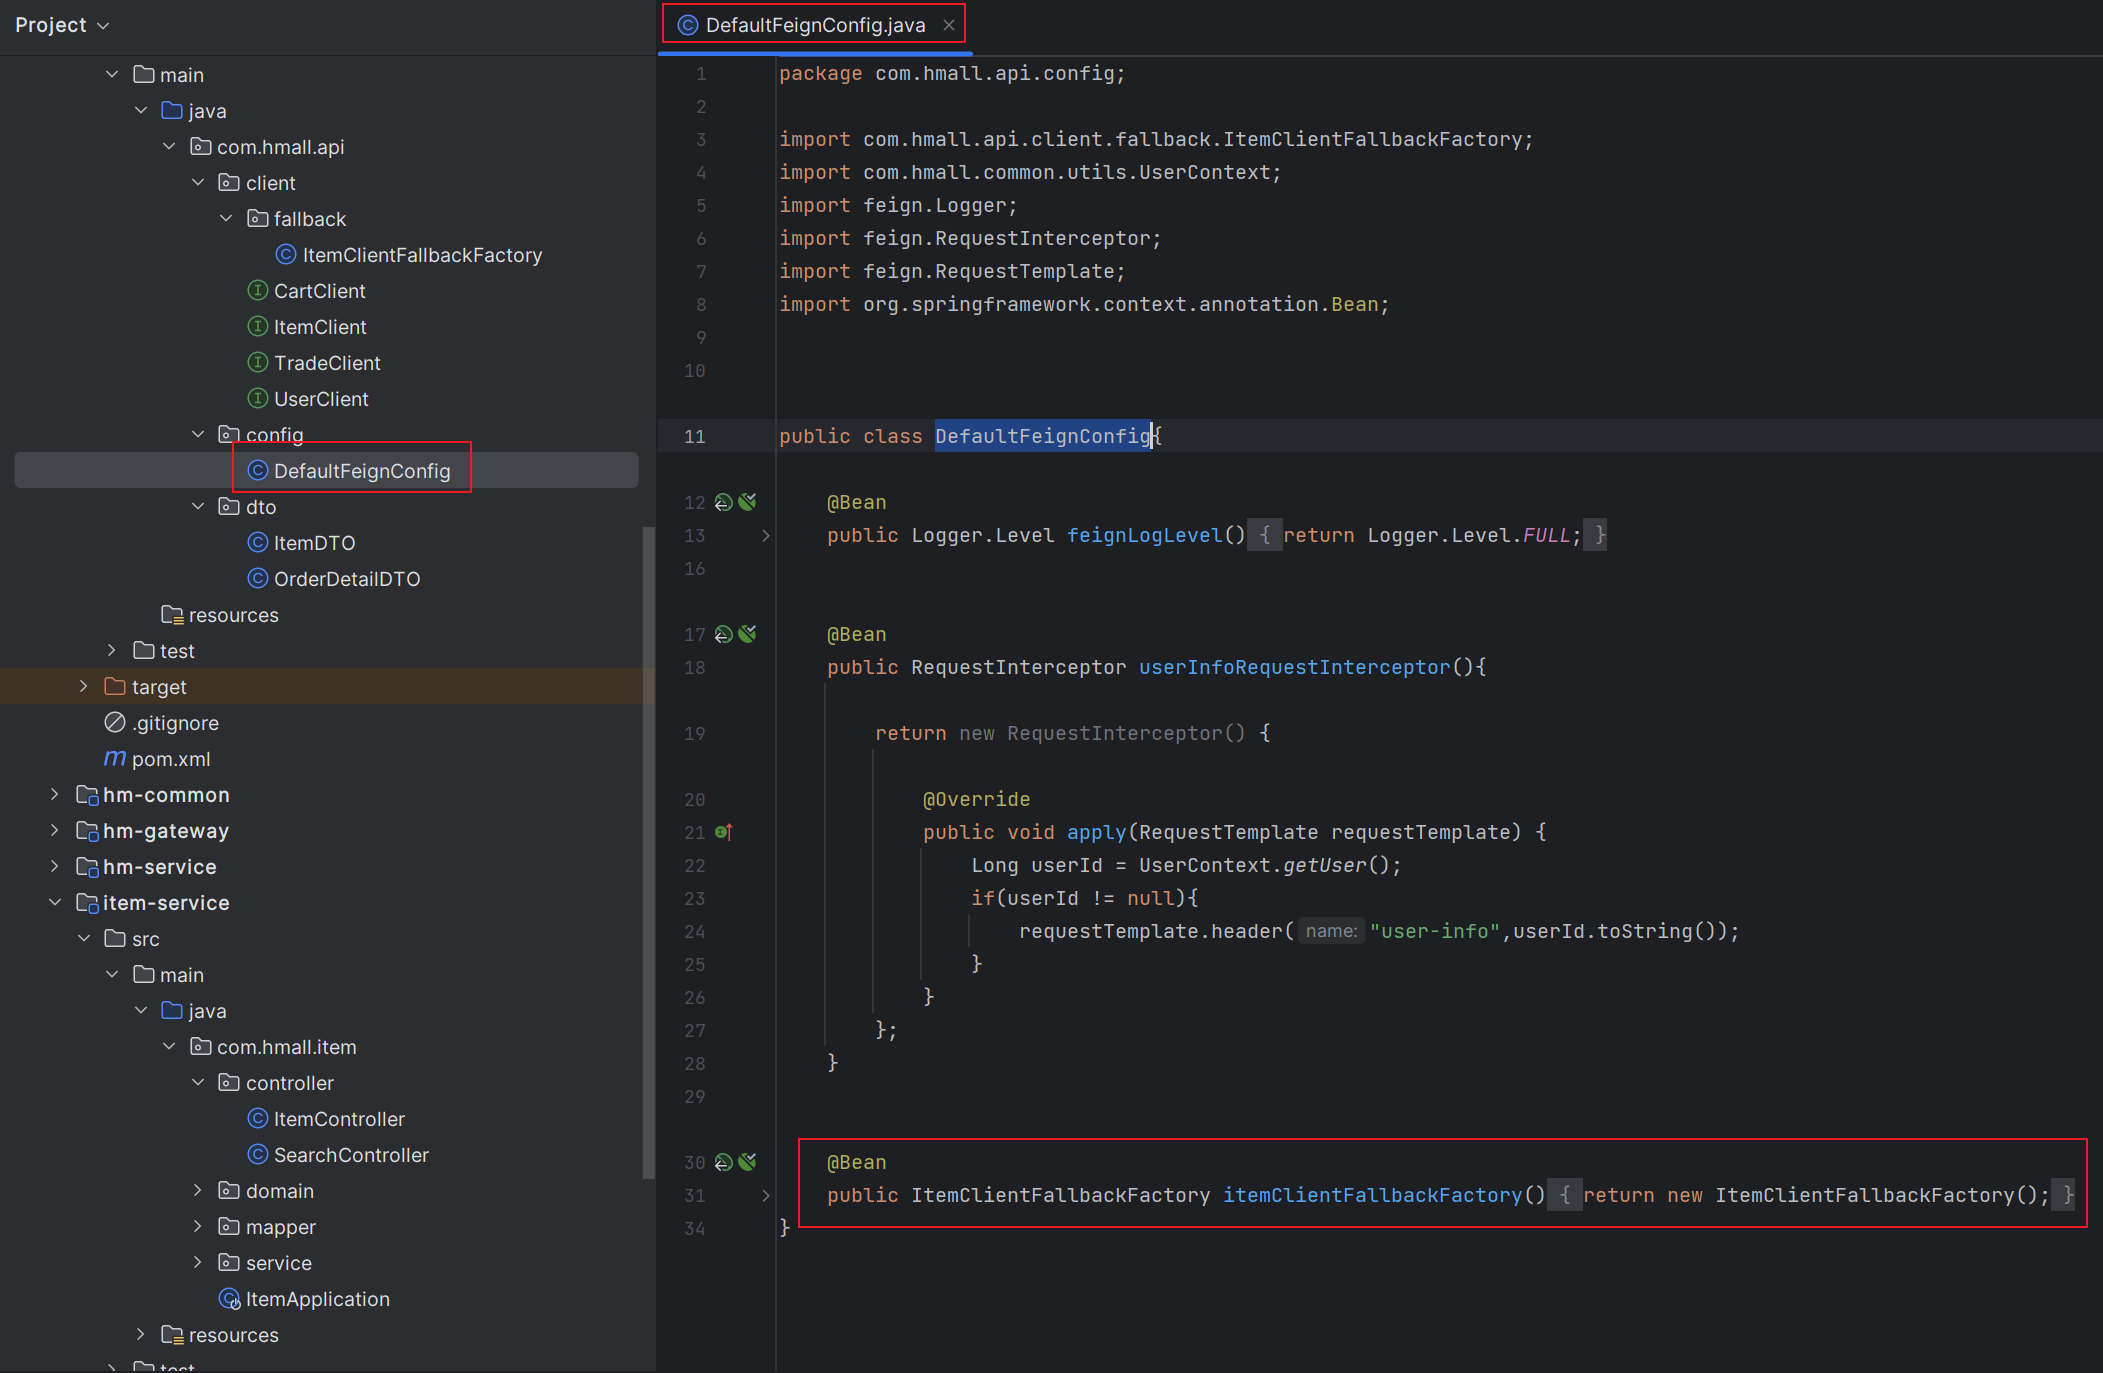 Project
main
java
com.hmall.api
client
fallback
ItemClientFallbackFactory
CartClient
ItemClient
TradeClient
UserClient
config
DefaultFeignConfig
dto
ItemDTO
OrderDetailDTO
resources
test
target
.gitignore
pom.xml
hm-common
hm-gateway
hm-service
item-service
src
main
java
com.hmall.item
controller
ItemController
SearchController
domain
mapper
service
ItemApplication
resources
test
DefaultFeignConfig.java
1 package com.hmall.api.config;
2
3 import com.hmall.api.client.fallback.ItemClientFallbackFactory;
4 import com.hmall.common.utils.UserContext;
5 import feign.Logger;
6 import feign.RequestInterceptor;
7 import feign.RequestTemplate;
8 import org.springframework.context.annotation.Bean;
9
10
11 public class DefaultFeignConfig{
12 @Bean
13 public Logger.Level feignLogLevel() { return Logger.Level.FULL; }
16
17 @Bean
18 public RequestInterceptor userInfoRequestInterceptor(){
19 return new RequestInterceptor() {
20 @Override
21 public void apply(RequestTemplate requestTemplate) {
22 Long userId = UserContext.getUser();
23 if(userId != null){
24 requestTemplate.header( name: "user-info",userId.toString());
25 }
26 }
27 };
28 }
29
30 @Bean
31 public ItemClientFallbackFactory itemClientFallbackFactory() { return new ItemClientFallbackFactory(); }
34 }